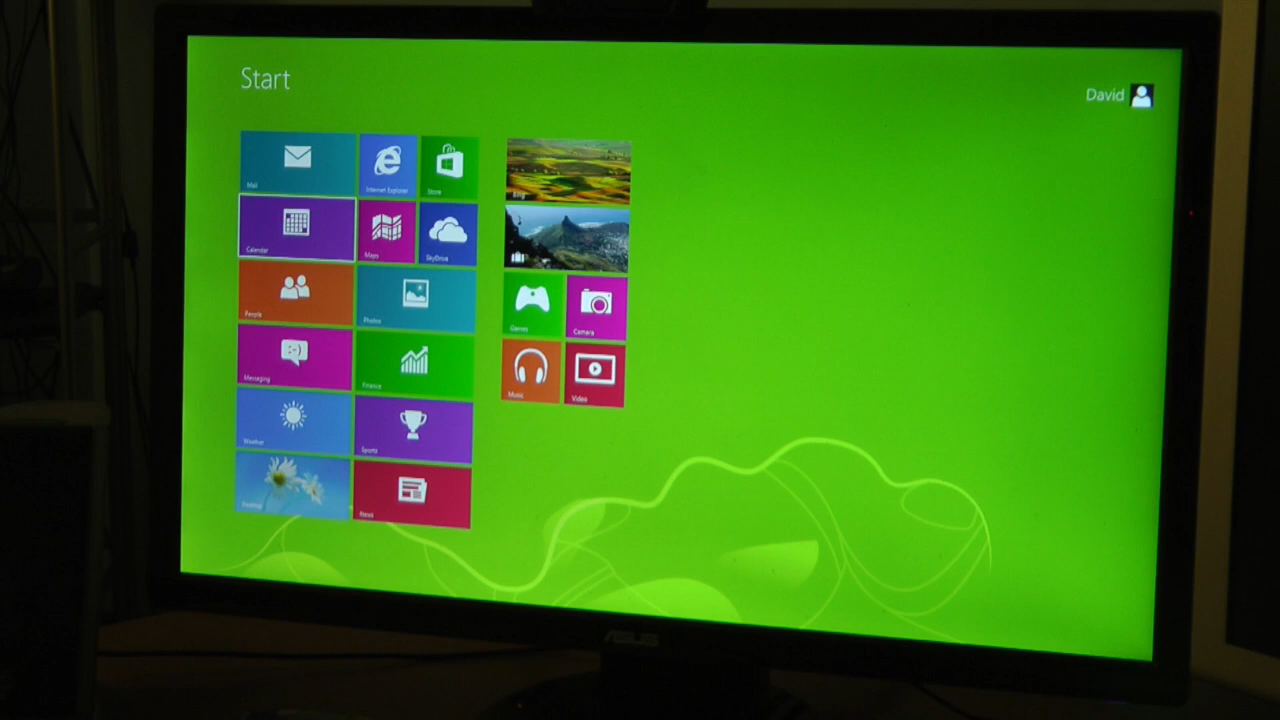 Start
David
Mail
Internet Explorer
Store
Bing
Calendar
Maps
SkyDrive
People
Photos
Games
Camera
Messaging
:-)
Finance
Music
Video
Weather
Sports
Desktop
News
ASUS